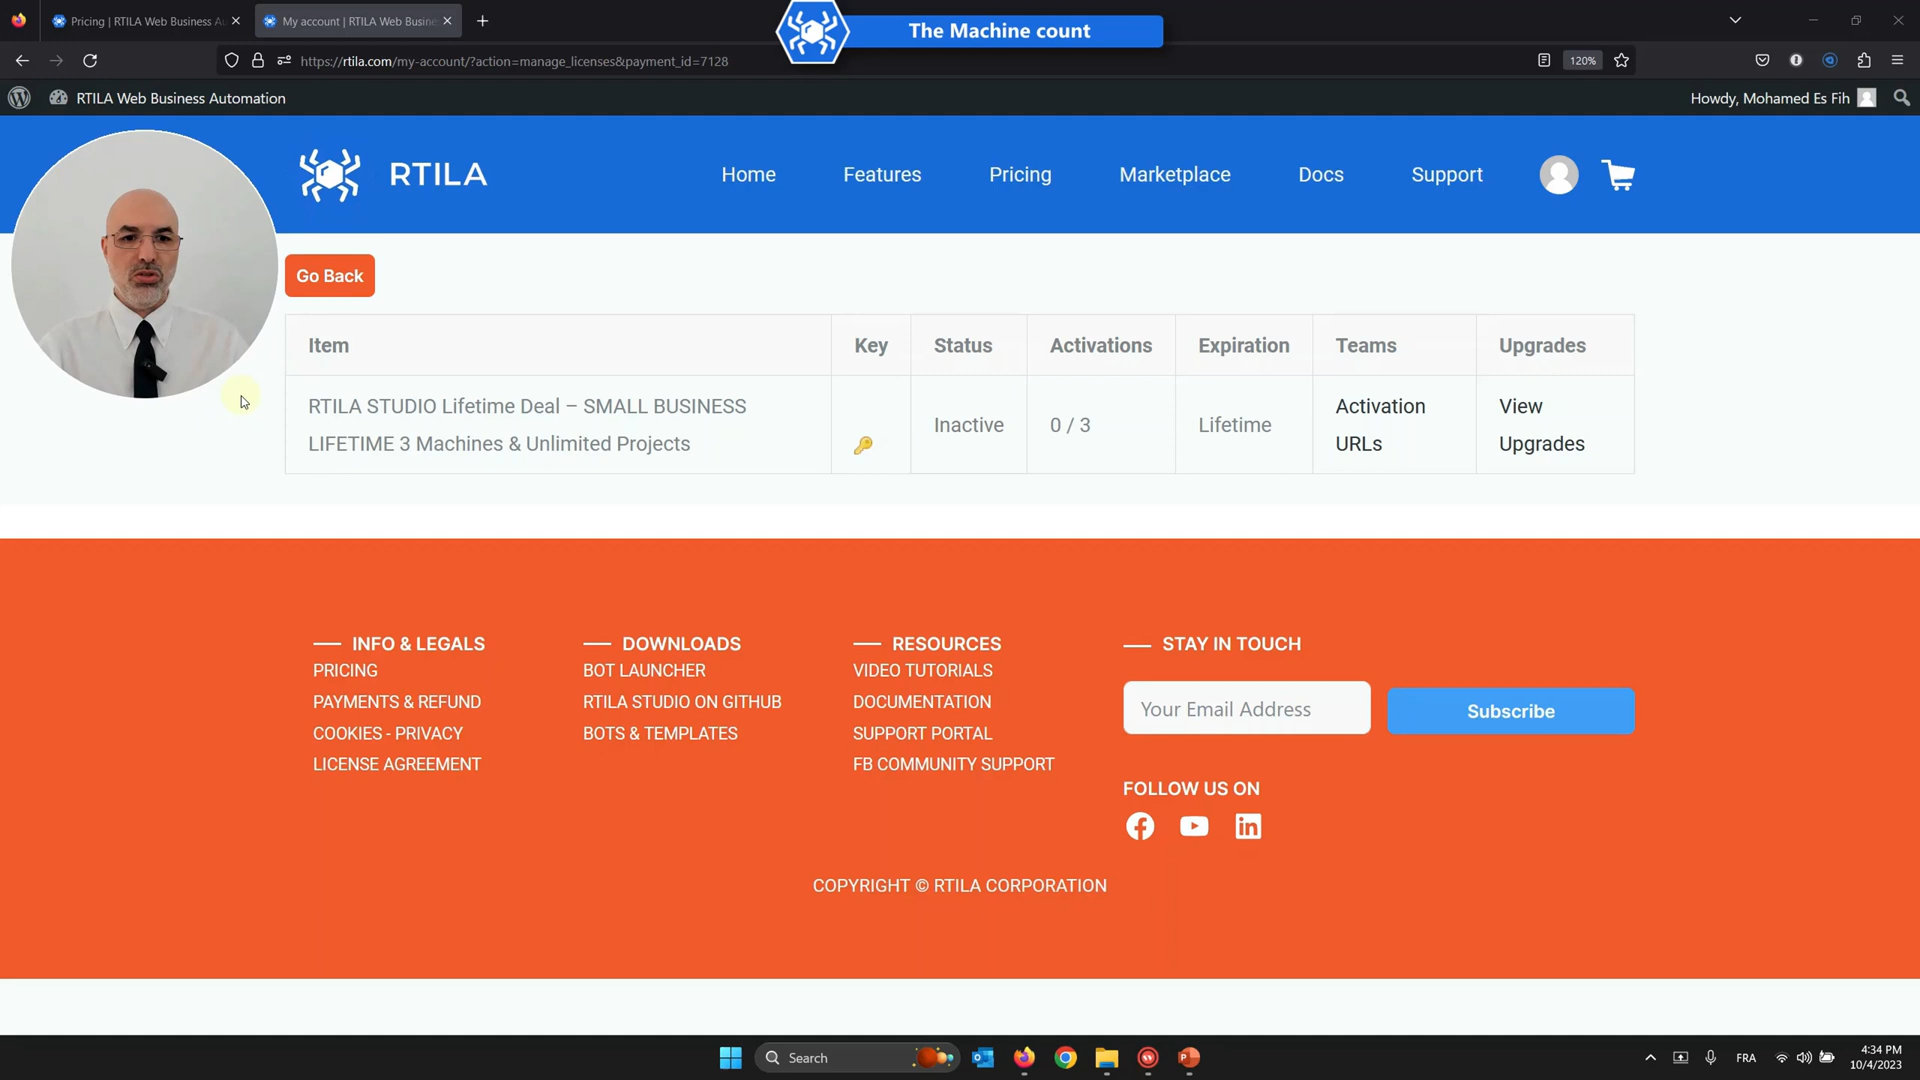 Pricing | RTILA Web Business A
My account | RTILA Web Busine
The Machine count
https://rtila.com/my-account/?action=manage_licenses&payment_id=7128
120%
RTILA Web Business Automation
Howdy, Mohamed Es Fih
RTILA
Home
Features
Pricing
Marketplace
Docs
Support
Go Back
Item
Key
Status
Activations
Expiration
Teams
Upgrades
RTILA STUDIO Lifetime Deal – SMALL BUSINESS
LIFETIME 3 Machines & Unlimited Projects
Inactive
0 / 3
Lifetime
Activation
URLs
View
Upgrades
INFO & LEGALS
PRICING
PAYMENTS & REFUND
COOKIES - PRIVACY
LICENSE AGREEMENT
DOWNLOADS
BOT LAUNCHER
RTILA STUDIO ON GITHUB
BOTS & TEMPLATES
RESOURCES
VIDEO TUTORIALS
DOCUMENTATION
SUPPORT PORTAL
FB COMMUNITY SUPPORT
STAY IN TOUCH
Your Email Address
Subscribe
FOLLOW US ON
COPYRIGHT © RTILA CORPORATION
Search
FRA
4:34 PM
10/4/2023